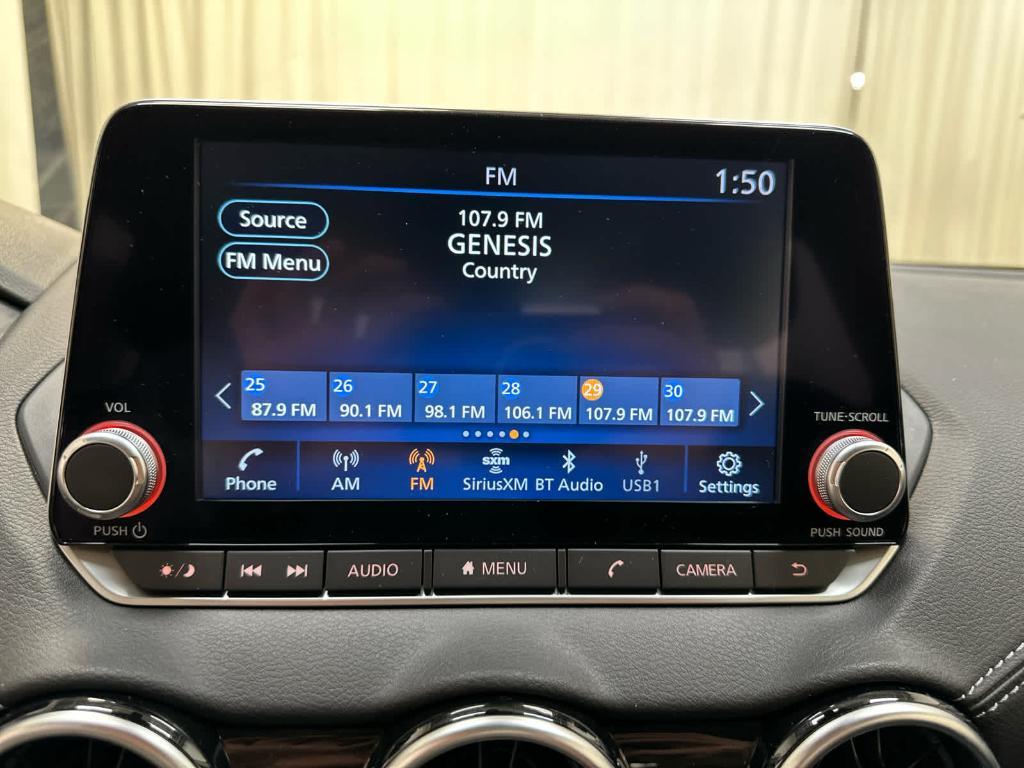 FM
1:50
Source
107.9 FM
GENESIS
FM Menu
Country
25 26 27 28 29 30
87.9 FM 90.1 FM 98.1 FM 106.1 FM 107.9 FM 107.9 FM
VOL
TUNE·SCROLL
sxm
Phone AM FM SiriusXM BT Audio USB1 Settings
PUSH
PUSH SOUND
AUDIO MENU CAMERA